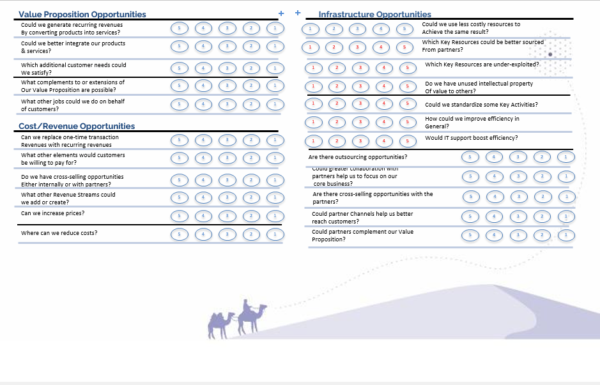 Value Proposition Opportunities
Could we generate recurring revenues
By converting products into services?
5 4 3 2 1
Could we better integrate our products
& services?
5 4 3 2 1
Which additional customer needs could
We satisfy?
5 4 3 2 1
What complements to or extensions of
Our Value Proposition are possible?
5 4 3 2 1
What other jobs could we do on behalf
of customers?
5 4 3 2 1
Cost/Revenue Opportunities
Can we replace one-time transaction
Revenues with recurring revenues
5 4 3 2 1
What other elements would customers
be willing to pay for?
5 4 3 2 1
Do we have cross-selling opportunities
Either internally or with partners?
5 4 3 2 1
What other Revenue Streams could
we add or create?
5 4 3 2 1
Can we increase prices?
5 4 3 2 1
Where can we reduce costs?
5 4 3 2 1
+ +
Infrastructure Opportunities
1 2 3 4 5
Could we use less costly resources to
Achieve the same result?
1 2 3 4 5
Which Key Resources could be better sourced
From partners?
1 2 3 4 5
Which Key Resources are under-exploited?
1 2 3 4 5
Do we have unused intellectual property
Of value to others?
1 2 3 4 5
Could we standardize some Key Activities?
1 2 3 4 5
How could we improve efficiency in
General?
1 2 3 4 5
Would IT support boost efficiency?
Are there outsourcing opportunities?
5 4 3 2 1
Could greater collaboration with
partners help us to focus on our
core business?
5 4 3 2 1
Are there cross-selling opportunities with the
partners?
5 4 3 2 1
Could partner Channels help us better
reach customers?
5 4 3 2 1
Could partners complement our Value
Proposition?
5 4 3 2 1